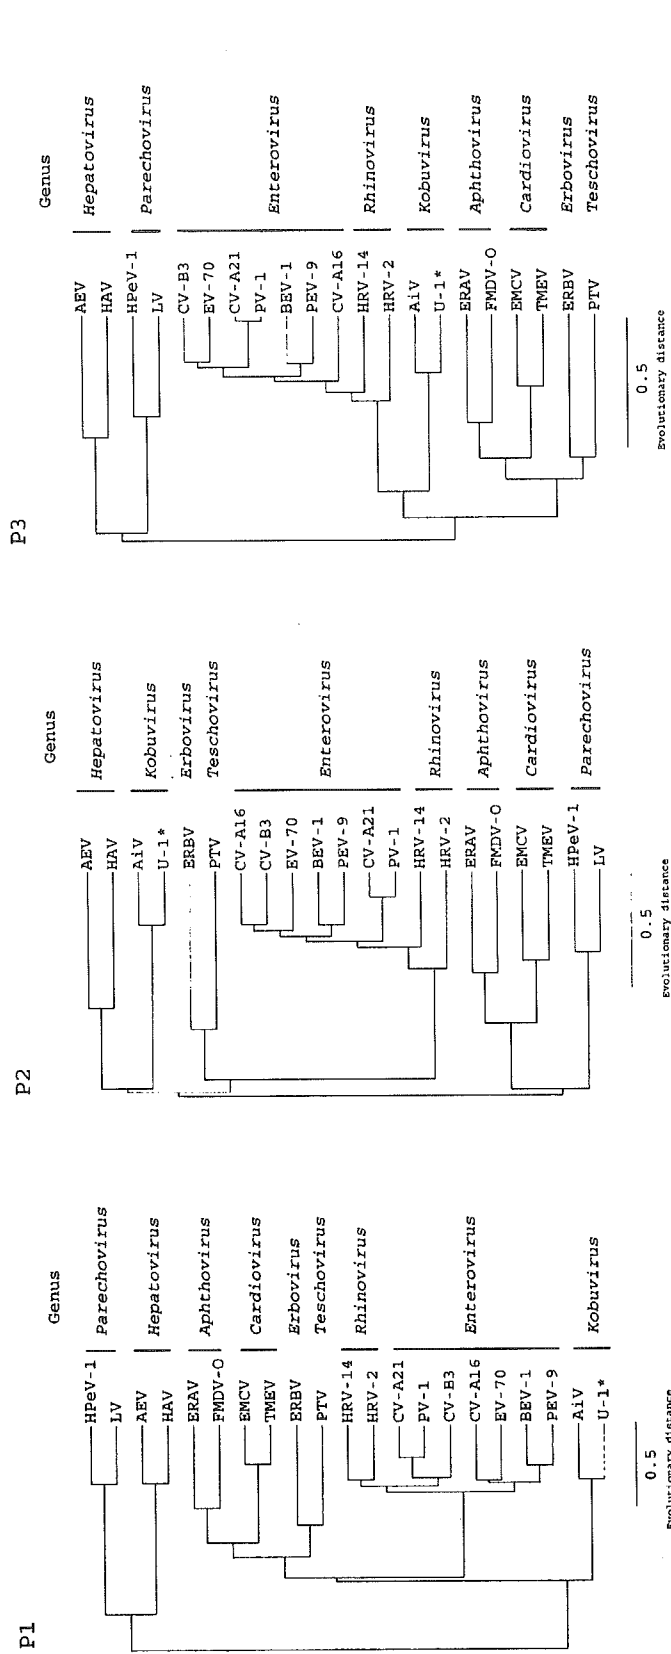 P1
Genus
HPeV-1
LV
Parechovirus
AEV
HAV
Hepatovirus
ERAV
FMDV-O
Aphthovirus
EMCV
TMEV
Cardiovirus
ERBV
Erbovirus
PTV
Teschovirus
HRV-14
HRV-2
Rhinovirus
CV-A21
PV-1
CV-B3
CV-A16
EV-70
BEV-1
PEV-9
Enterovirus
AiV
U-1*
Kobuvirus
0.5
Evolutionary distance
P2
Genus
AEV
HAV
Hepatovirus
AiV
U-1*
Kobuvirus
ERBV
Erbovirus
PTV
Teschovirus
CV-A16
CV-B3
EV-70
BEV-1
PEV-9
CV-A21
PV-1
Enterovirus
HRV-14
HRV-2
Rhinovirus
ERAV
FMDV-O
Aphthovirus
EMCV
TMEV
Cardiovirus
HPeV-1
LV
Parechovirus
0.5
Evolutionary distance
P3
Genus
AEV
HAV
Hepatovirus
HPeV-1
LV
Parechovirus
CV-B3
EV-70
CV-A21
PV-1
BEV-1
PEV-9
CV-A16
Enterovirus
HRV-14
HRV-2
Rhinovirus
AiV
U-1*
Kobuvirus
ERAV
FMDV-O
Aphthovirus
EMCV
TMEV
Cardiovirus
ERBV
Erbovirus
PTV
Teschovirus
0.5
Evolutionary distance